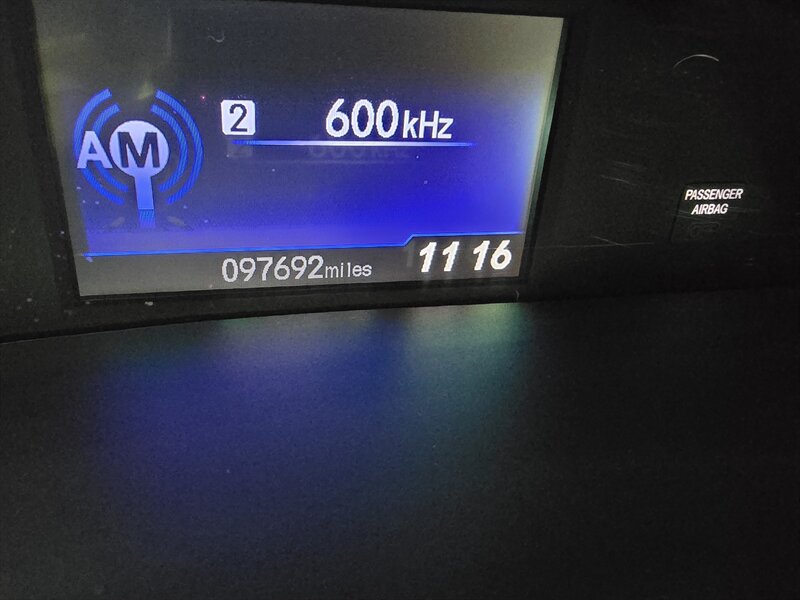 AM 2 600kHz
097692miles 11 16
PASSENGER
AIRBAG